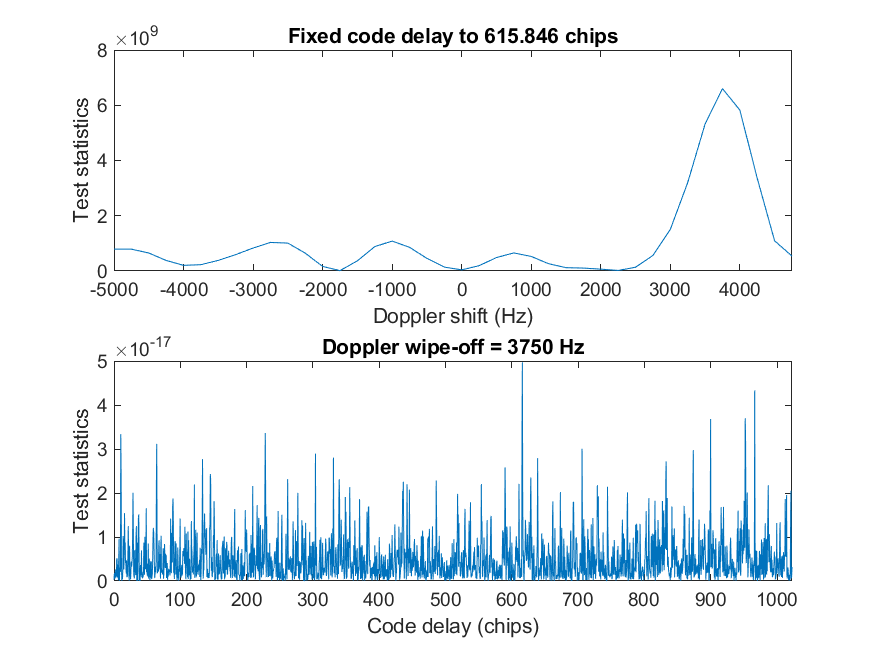 ×10⁹
Fixed code delay to 615.846 chips
Test statistics
8
6
4
2
0
-5000 -4000 -3000 -2000 -1000 0 1000 2000 3000 4000
Doppler shift (Hz)
×10⁻¹⁷
Doppler wipe-off = 3750 Hz
Test statistics
5
4
3
2
1
0
0 100 200 300 400 500 600 700 800 900 1000
Code delay (chips)